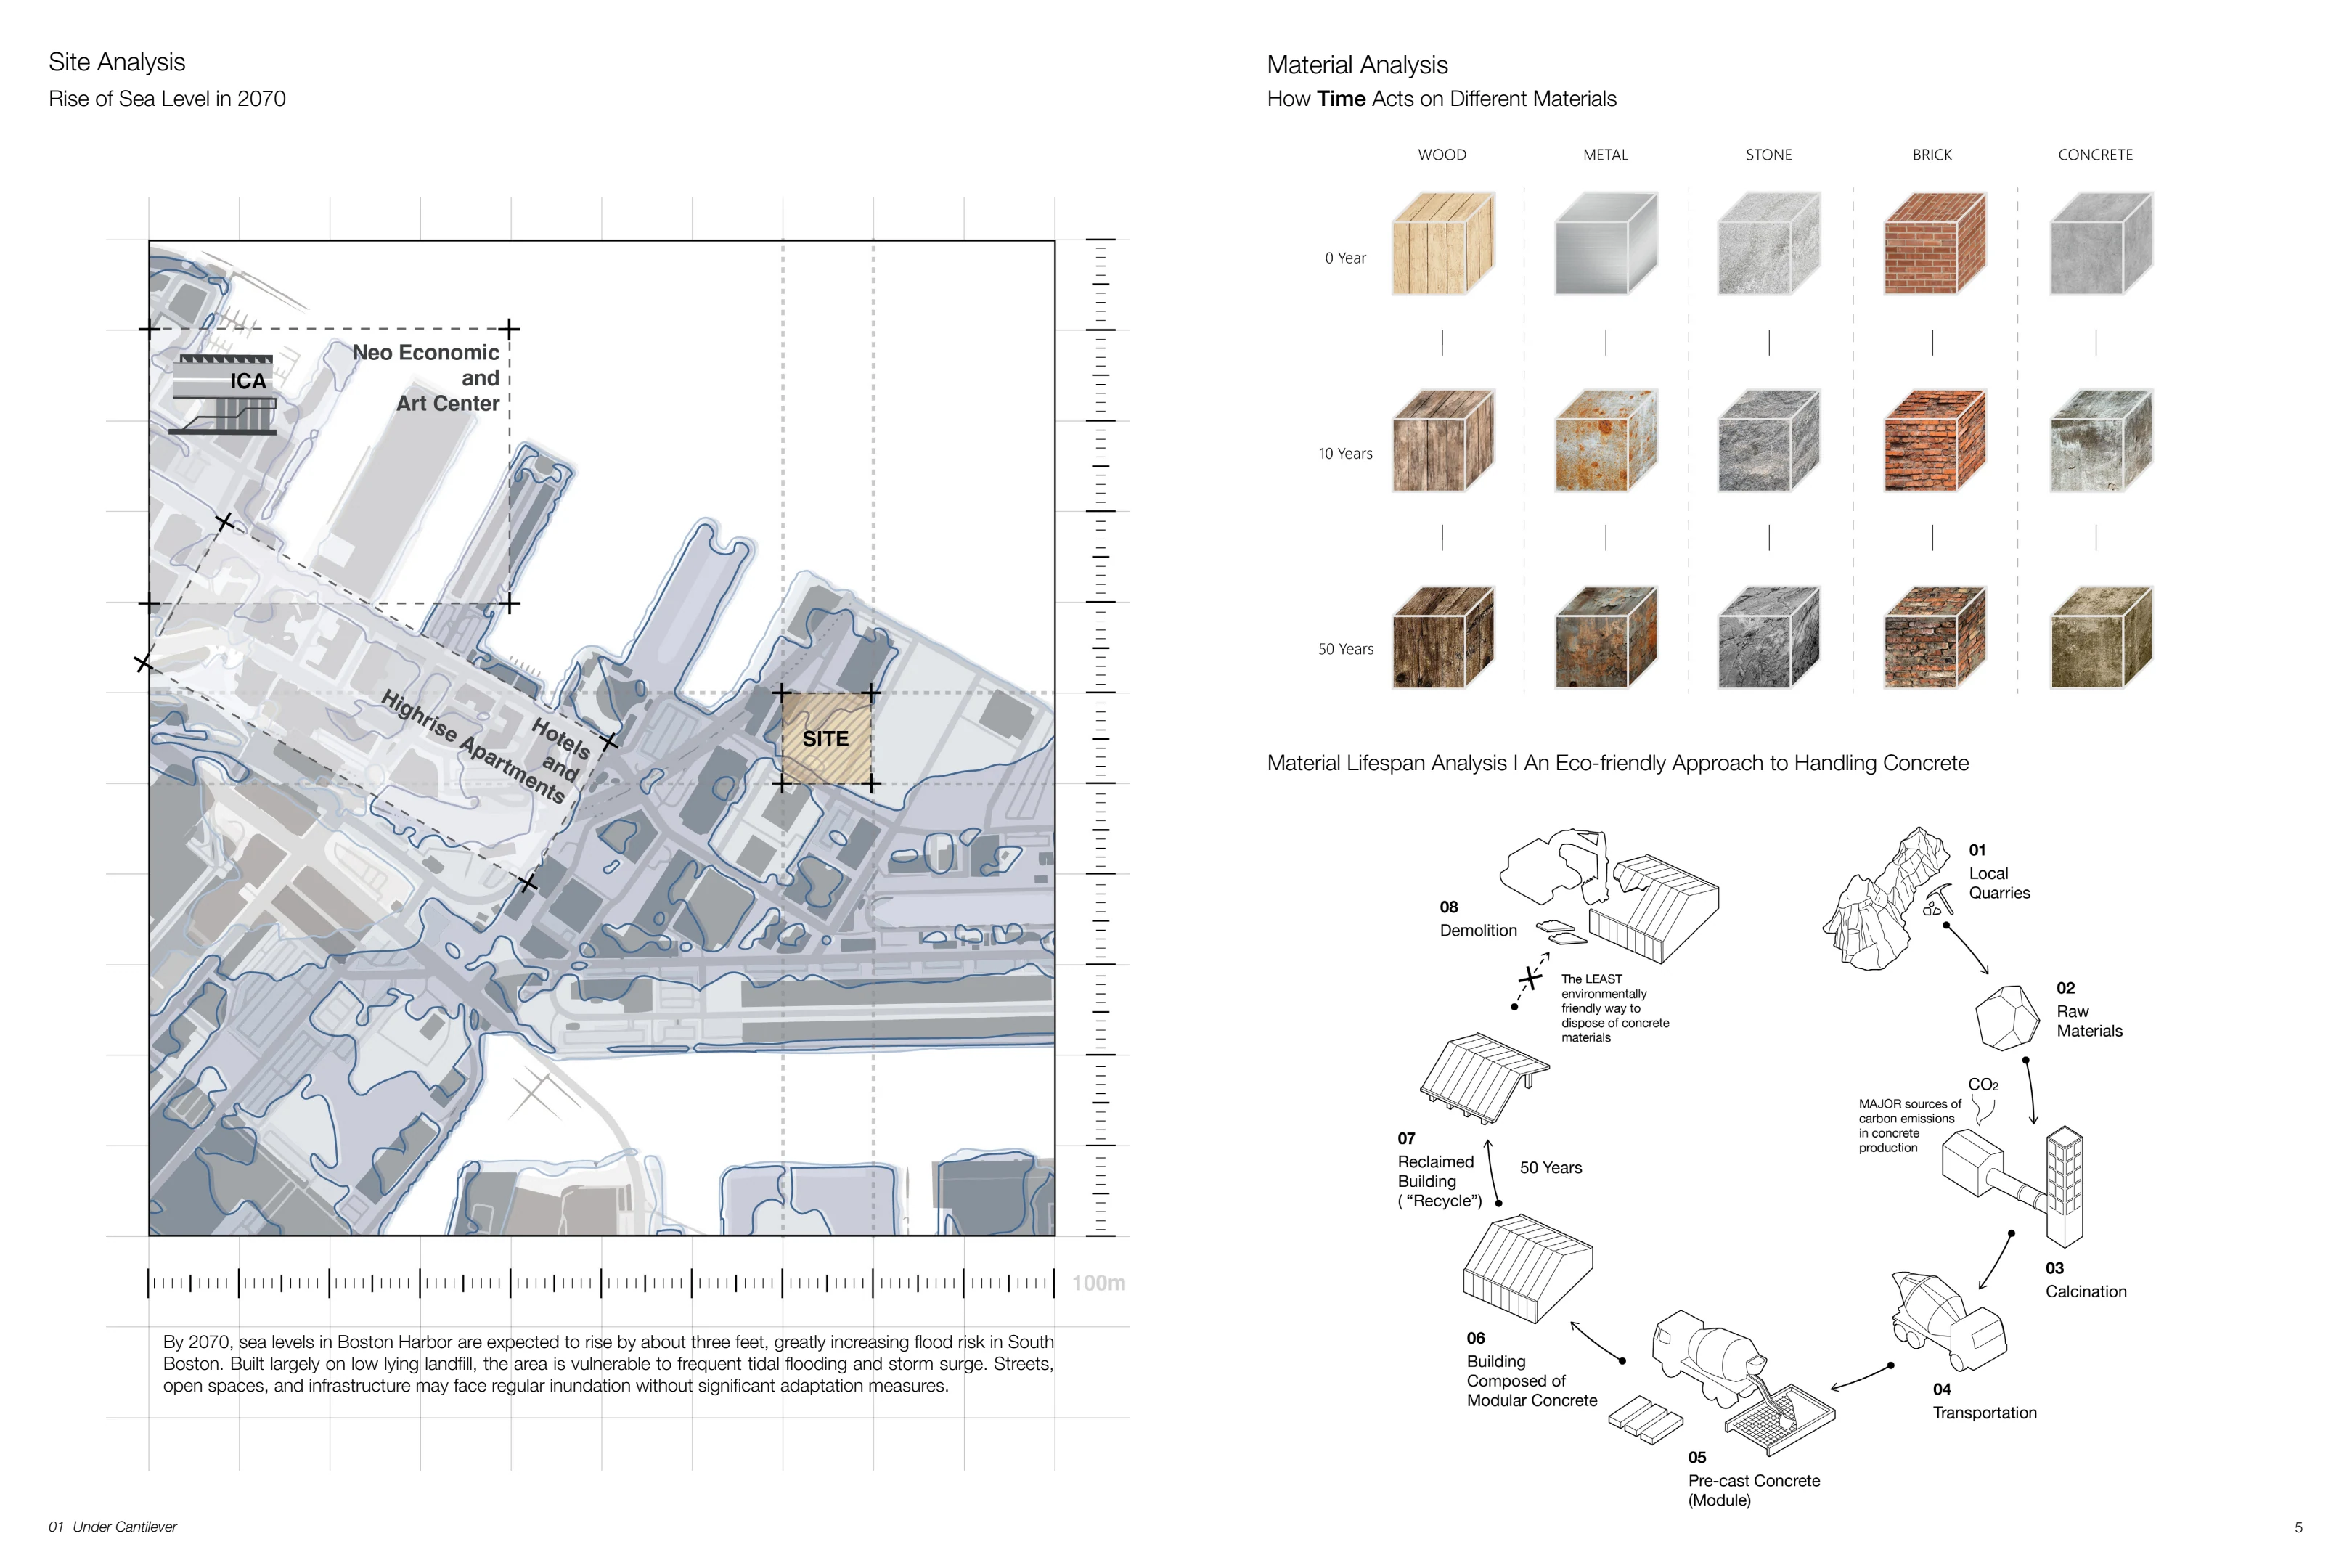 Site Analysis
Rise of Sea Level in 2070
ICA
Neo Economic
and
Art Center
Highrise Apartments
Hotels
and
SITE
100m
By 2070, sea levels in Boston Harbor are expected to rise by about three feet, greatly increasing flood risk in South
Boston. Built largely on low lying landfill, the area is vulnerable to frequent tidal flooding and storm surge. Streets,
open spaces, and infrastructure may face regular inundation without significant adaptation measures.
01 Under Cantilever
Material Analysis
How Time Acts on Different Materials
WOOD
METAL
STONE
BRICK
CONCRETE
0 Year
10 Years
50 Years
Material Lifespan Analysis I An Eco-friendly Approach to Handling Concrete
01
Local
Quarries
02
Raw
Materials
CO₂
MAJOR sources of
carbon emissions
in concrete
production
03
Calcination
04
Transportation
05
Pre-cast Concrete
(Module)
06
Building
Composed of
Modular Concrete
50 Years
07
Reclaimed
Building
( “Recycle”)
The LEAST
environmentally
friendly way to
dispose of concrete
materials
08
Demolition
5